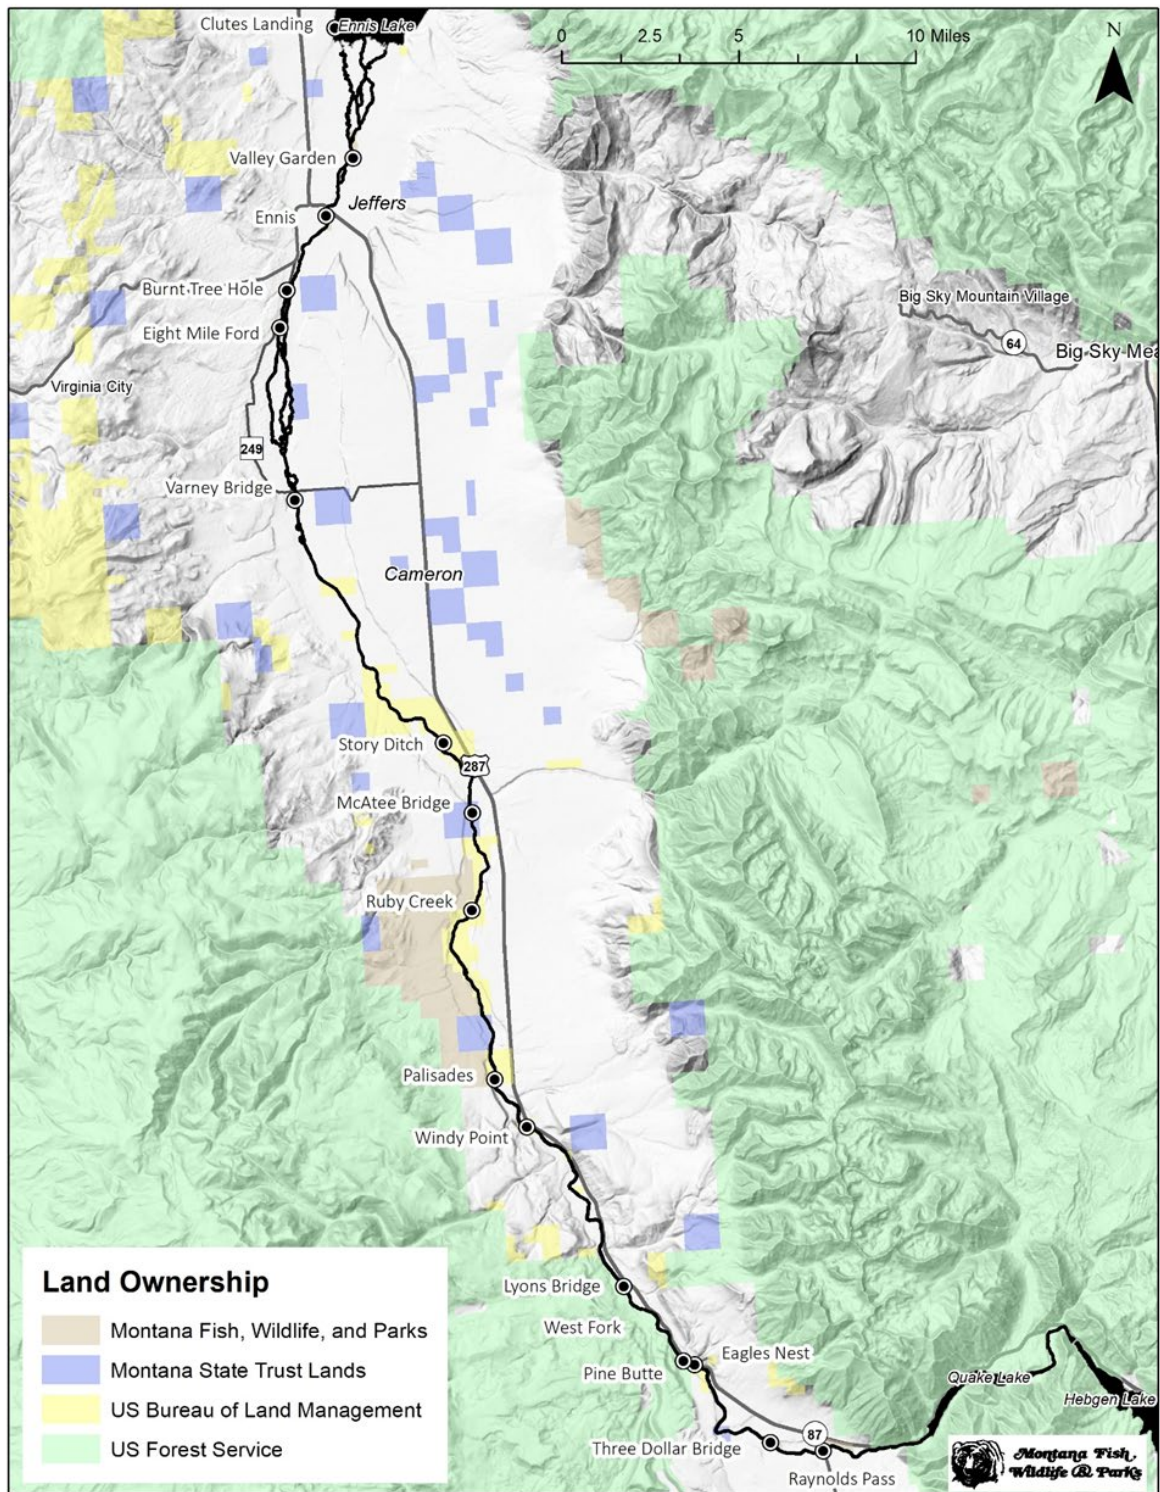 Clutes Landing
Ennis Lake
0 2.5 5 10 Miles
N
Valley Garden
Jeffers
Ennis
Burnt Tree Hole
Big Sky Mountain Village
Eight Mile Ford
64
Big Sky Mea
Virginia City
249
Varney Bridge
Cameron
Story Ditch
287
McAtee Bridge
Ruby Creek
Palisades
Windy Point
Lyons Bridge
West Fork
Eagles Nest
Pine Butte
Quake Lake
Hebgen Lake
87
Three Dollar Bridge
Raynolds Pass
Land Ownership
Montana Fish, Wildlife, and Parks
Montana State Trust Lands
US Bureau of Land Management
US Forest Service
Montana Fish,
Wildlife & Parks